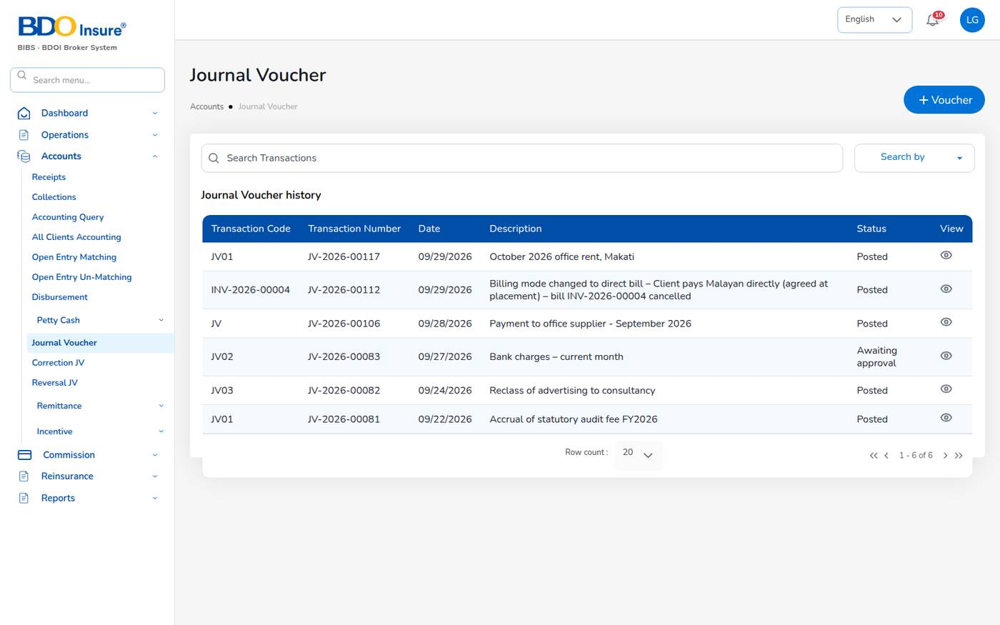 BDO Insure®
BIBS · BDOI Broker System
Search menu...
Dashboard
Operations
Accounts
Receipts
Collections
Accounting Query
All Clients Accounting
Open Entry Matching
Open Entry Un-Matching
Disbursement
Petty Cash
Journal Voucher
Correction JV
Reversal JV
Remittance
Incentive
Commission
Reinsurance
Reports
English
10
LG
Journal Voucher
Accounts ● Journal Voucher
+ Voucher
Search Transactions
Search by
Journal Voucher history
Transaction Code Transaction Number Date Description Status View
JV01 JV-2026-00117 09/29/2026 October 2026 office rent, Makati Posted
INV-2026-00004 JV-2026-00112 09/29/2026 Billing mode changed to direct bill – Client pays Malayan directly (agreed at Posted
placement) – bill INV-2026-00004 cancelled
JV JV-2026-00106 09/28/2026 Payment to office supplier - September 2026 Posted
JV02 JV-2026-00083 09/27/2026 Bank charges – current month Awaiting
approval
JV03 JV-2026-00082 09/24/2026 Reclass of advertising to consultancy Posted
JV01 JV-2026-00081 09/22/2026 Accrual of statutory audit fee FY2026 Posted
Row count : 20
1 - 6 of 6